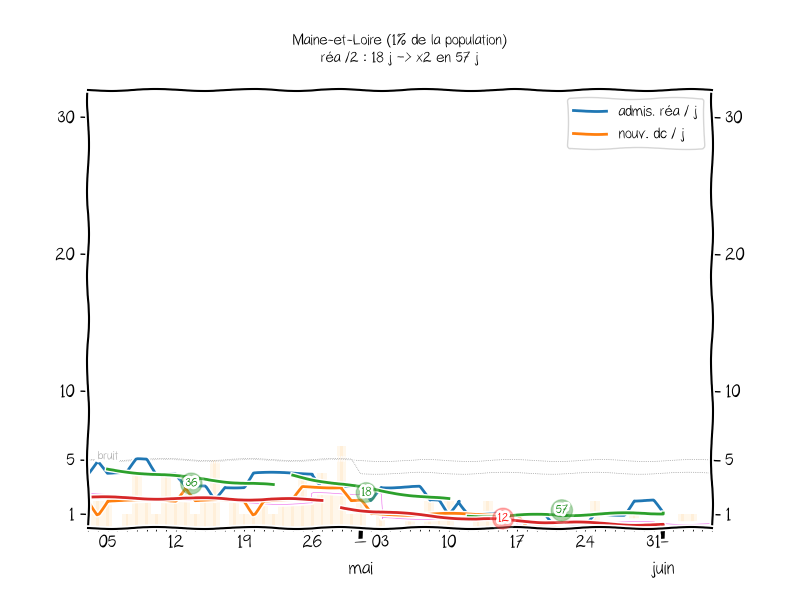 Maine-et-Loire (1% de la population)
réa /2 : 18 j -> x2 en 57 j
admis. réa / j
nouv. dc / j
30
30
20
20
10
10
5
bruit
5
36
18
57
12
1
1
05 12 19 26 03 10 17 24 31
mai juin